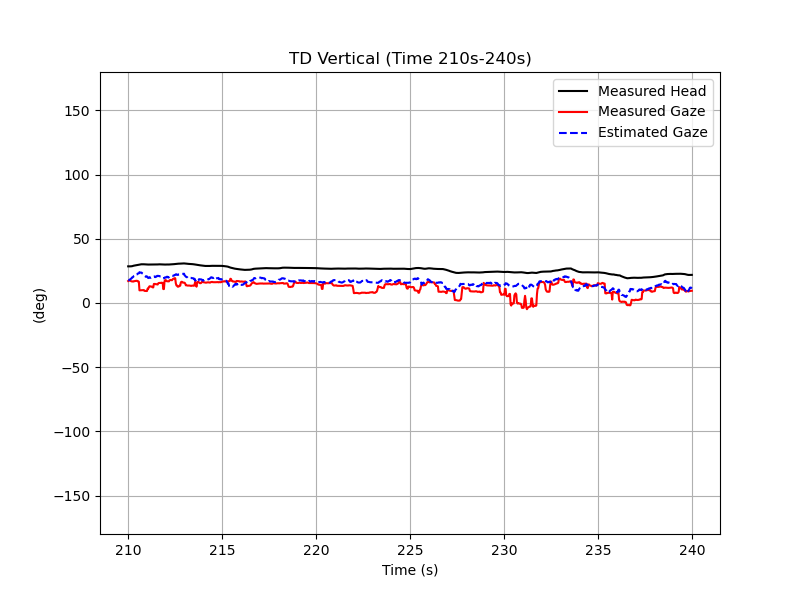 TD Vertical (Time 210s-240s)
Measured Head
Measured Gaze
Estimated Gaze
150
100
50
0
−50
−100
−150
(deg)
210 215 220 225 230 235 240
Time (s)